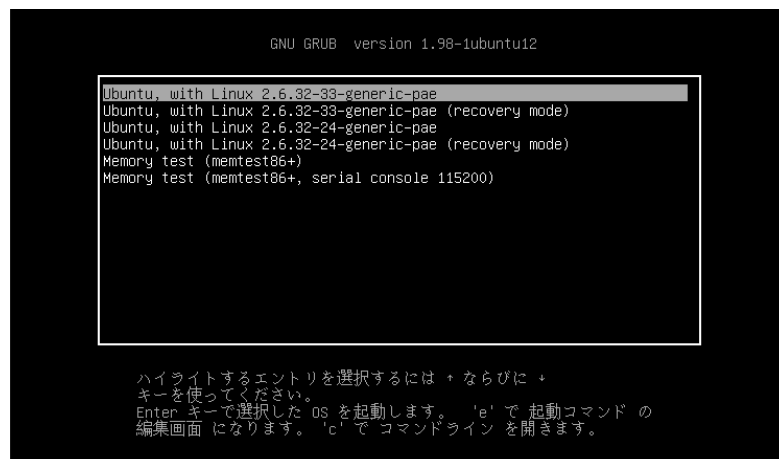 GNU GRUB  version 1.98-1ubuntu12
Ubuntu, with Linux 2.6.32-33-generic-pae
Ubuntu, with Linux 2.6.32-33-generic-pae (recovery mode)
Ubuntu, with Linux 2.6.32-24-generic-pae
Ubuntu, with Linux 2.6.32-24-generic-pae (recovery mode)
Memory test (memtest86+)
Memory test (memtest86+, serial console 115200)
ハイライトするエントリを選択するには ↑ ならびに ↓
キーを使ってください。
Enter キーで選択した OS を起動します。 'e' で 起動コマンド の
編集画面 になります。 'c' で コマンドライン を開きます。